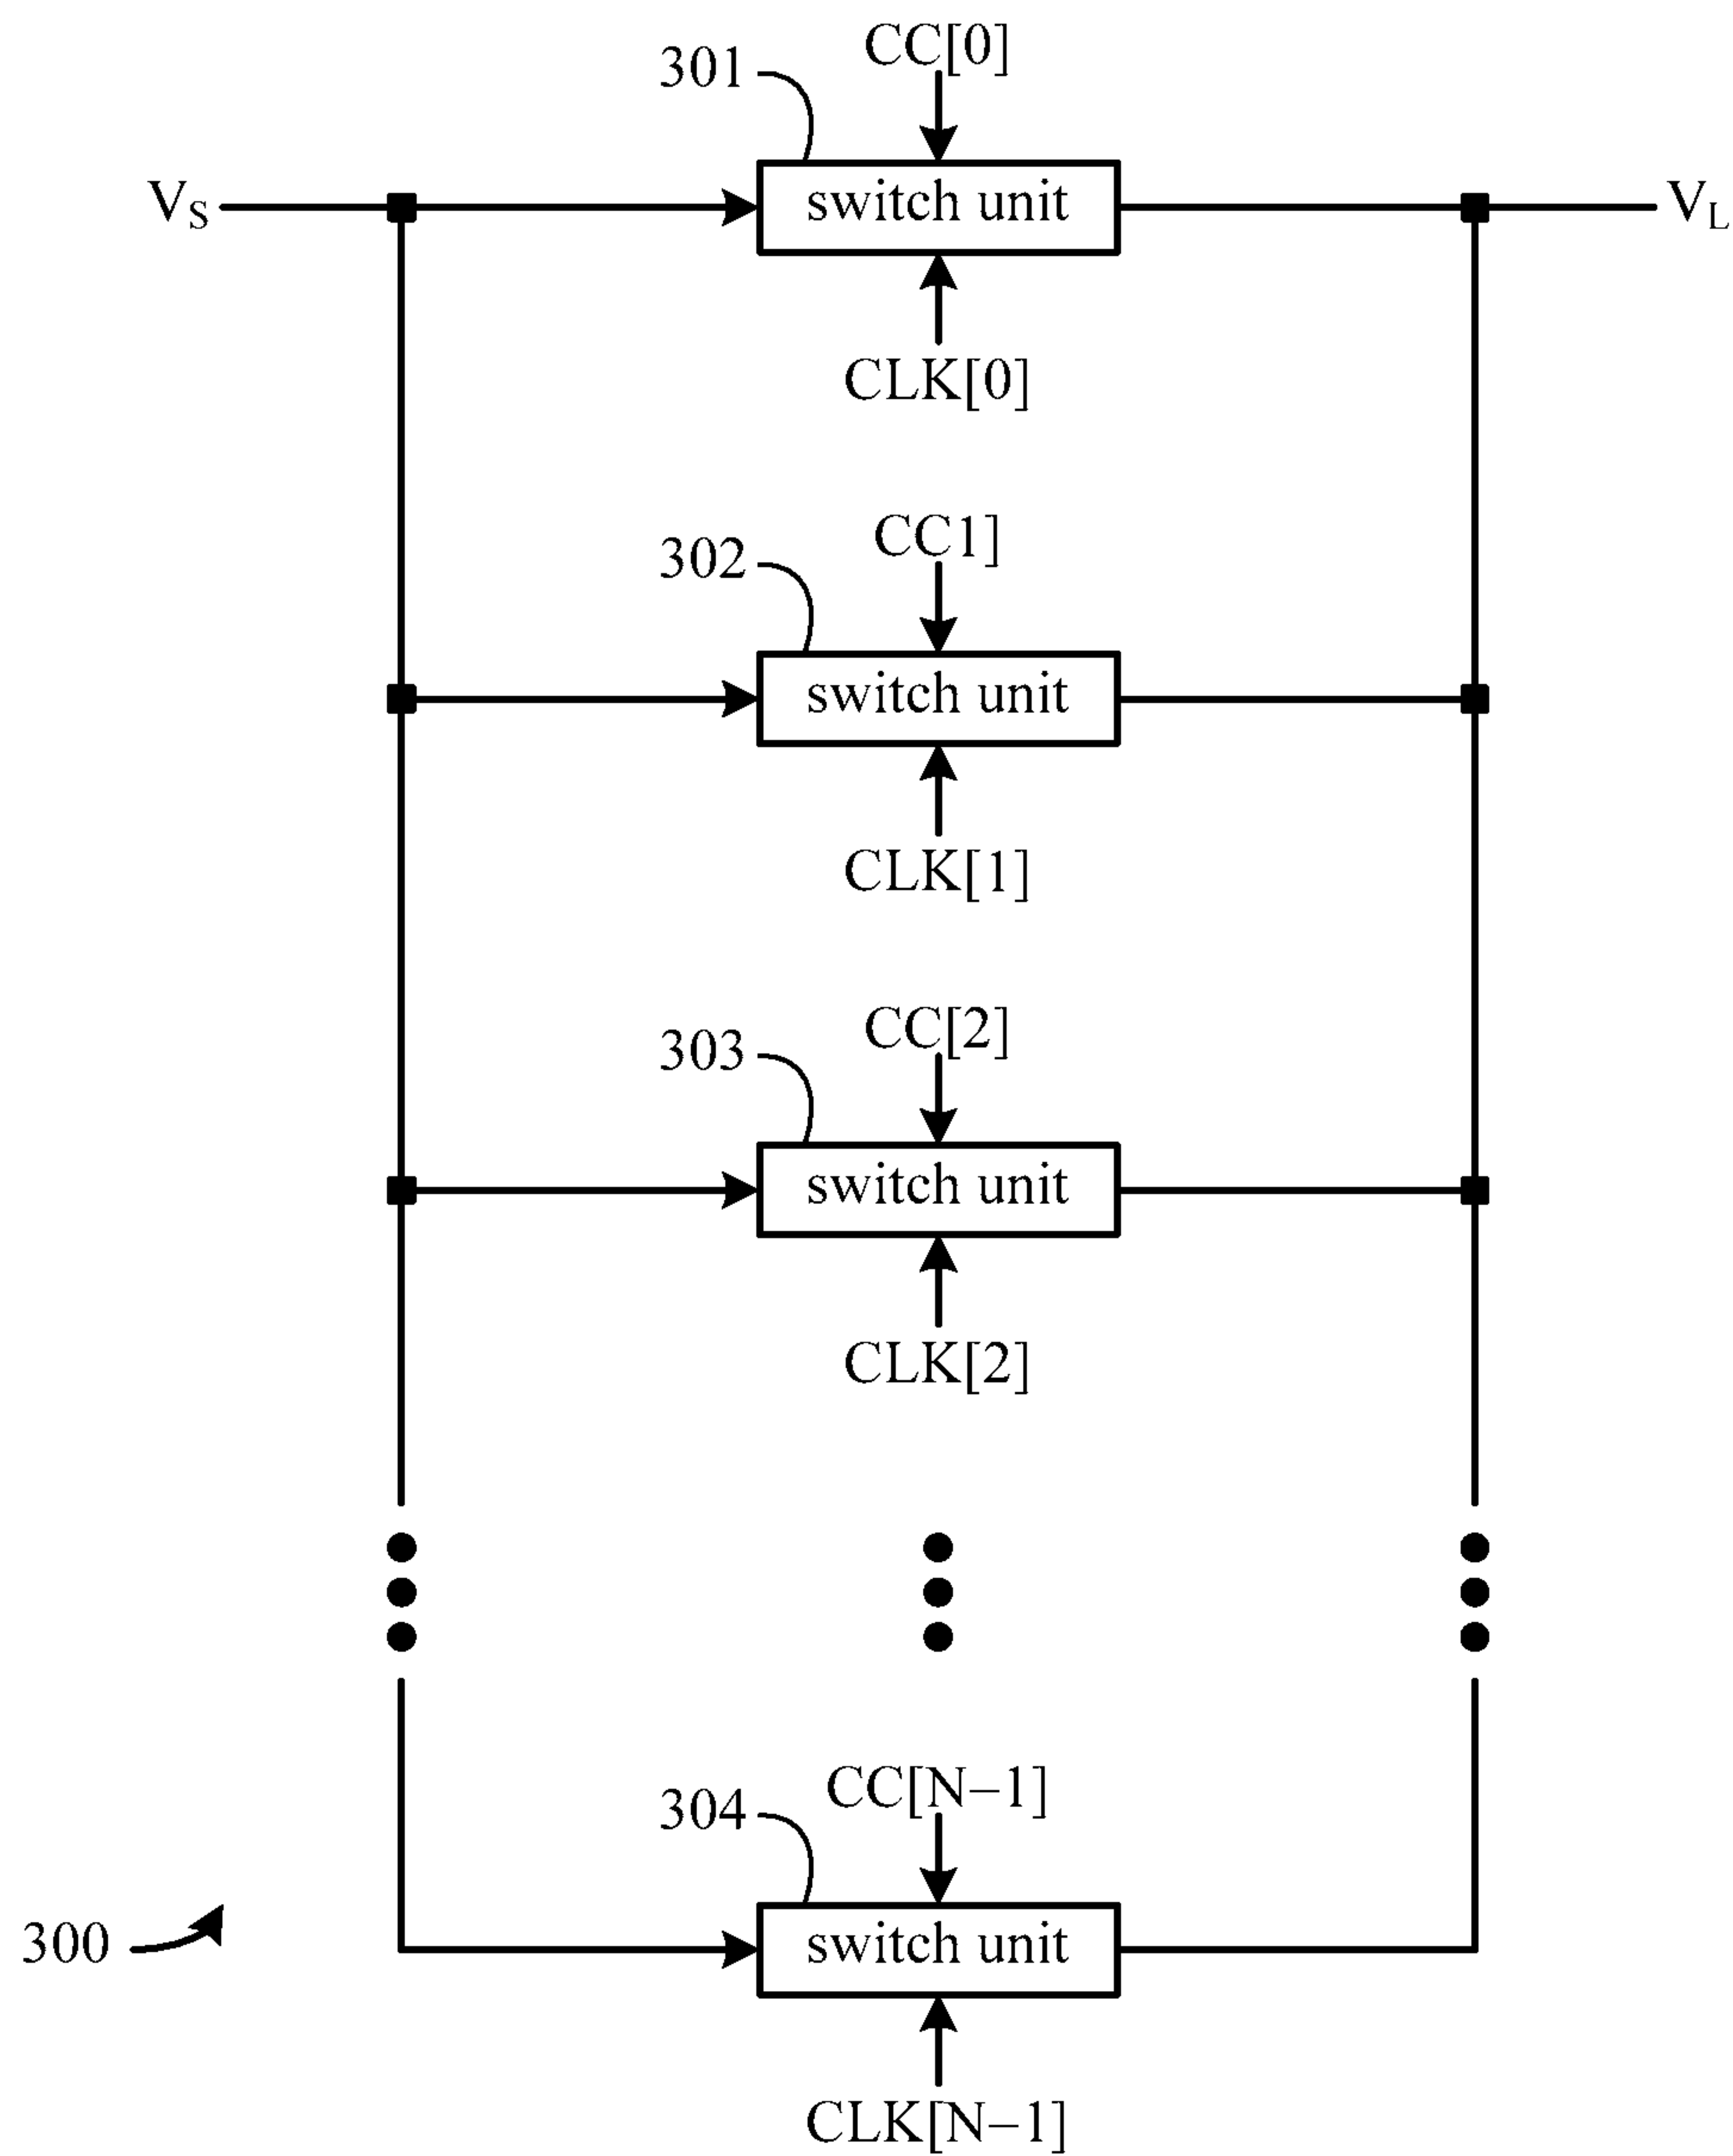 CC[0]
301
VS
switch unit
VL
CLK[0]
CC1]
302
switch unit
CLK[1]
CC[2]
303
switch unit
CLK[2]
CC[N−1]
304
300
switch unit
CLK[N−1]